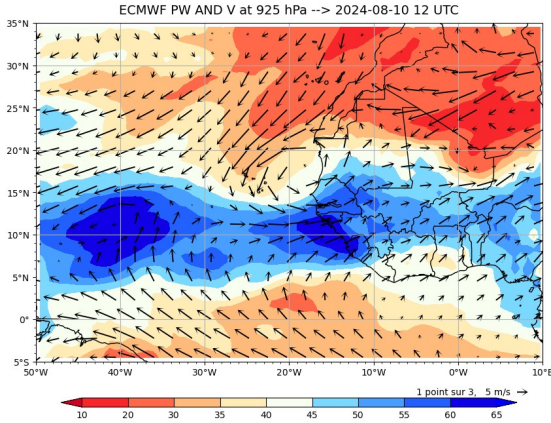 ECMWF PW AND V at 925 hPa --> 2024-08-10 12 UTC
35°N
30°N
25°N
20°N
15°N
10°N
5°N
0°
5°S
50°W 40°W 30°W 20°W 10°W 0°W 10°E
1 point sur 3, 5 m/s
10 20 30 35 40 45 50 55 60 65